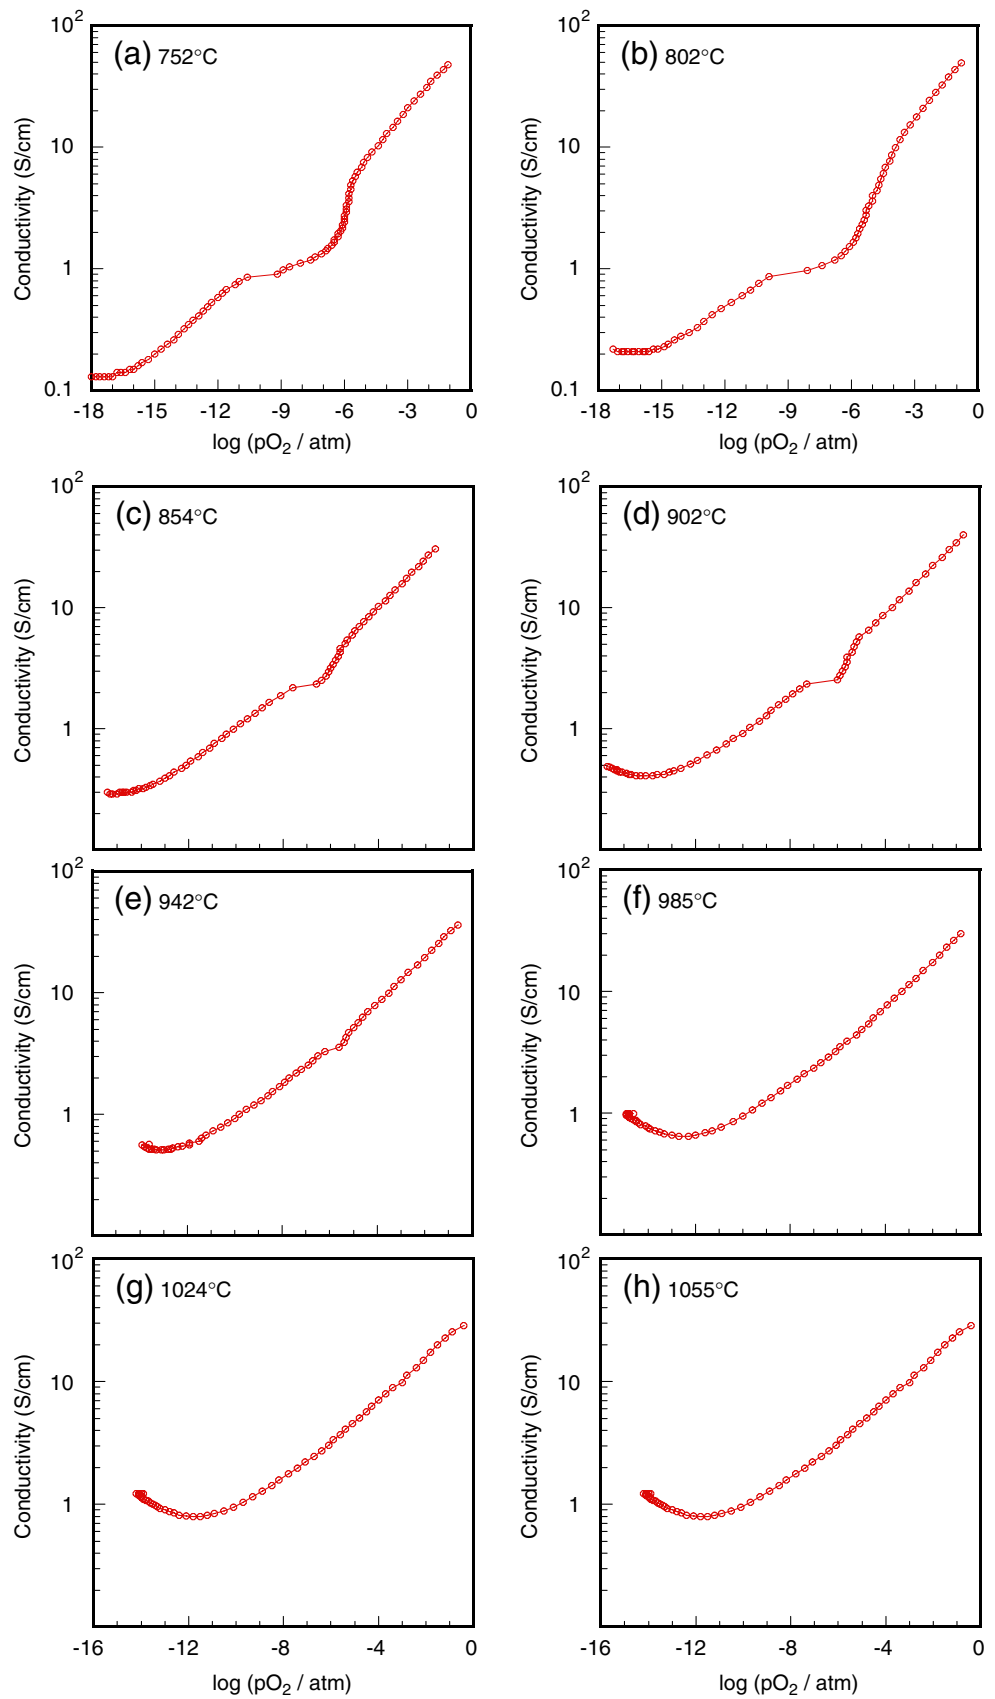 10² 10²
(a) 752°C (b) 802°C
Conductivity (S/cm) Conductivity (S/cm)
10 10
1 1
0.1 0.1
-18 -15 -12 -9 -6 -3 0 -18 -15 -12 -9 -6 -3 0
log (pO₂ / atm) log (pO₂ / atm)
10² 10²
(c) 854°C (d) 902°C
Conductivity (S/cm) Conductivity (S/cm)
10 10
1 1
10² 10²
(e) 942°C (f) 985°C
Conductivity (S/cm) Conductivity (S/cm)
10 10
1 1
10² 10²
(g) 1024°C (h) 1055°C
Conductivity (S/cm) Conductivity (S/cm)
10 10
1 1
-16 -12 -8 -4 0 -16 -12 -8 -4 0
log (pO₂ / atm) log (pO₂ / atm)